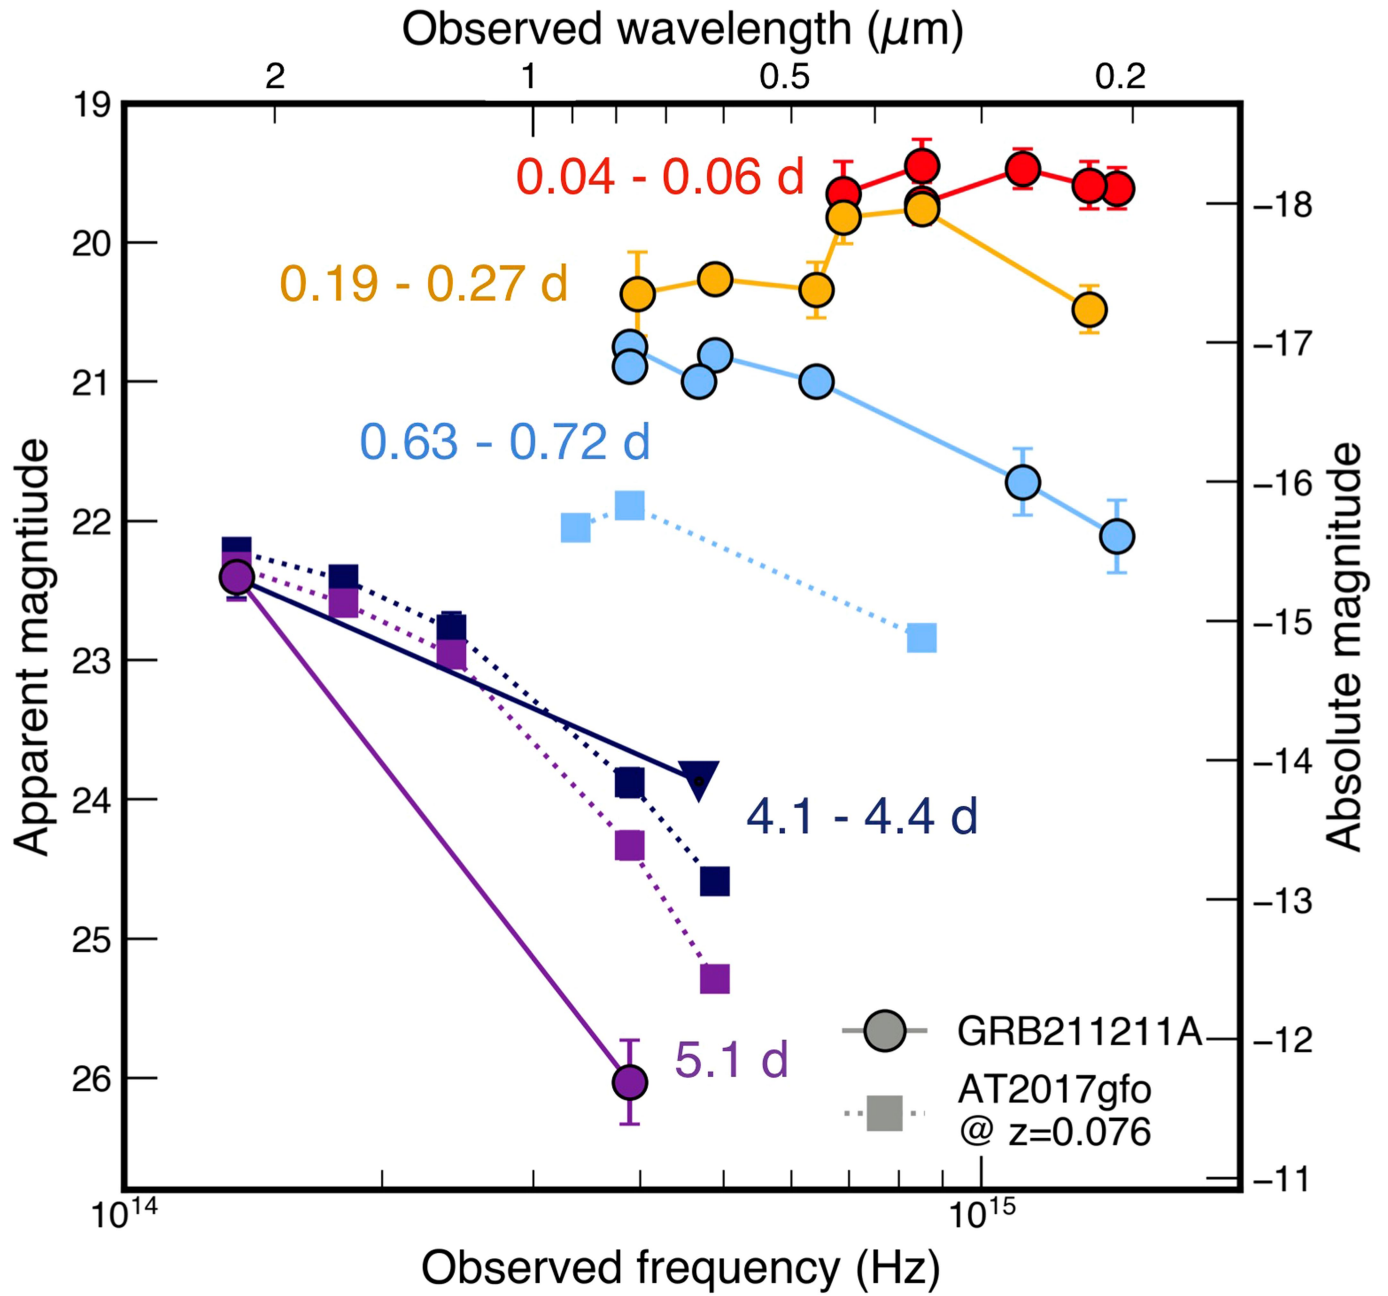 Observed wavelength (μm)
2 1 0.5 0.2
19
0.04 - 0.06 d
−18
20
0.19 - 0.27 d
−17
21
0.63 - 0.72 d
−16
22
−15
23
−14
24
4.1 - 4.4 d
−13
25
GRB211211A
−12
5.1 d
26
AT2017gfo
@ z=0.076
−11
Apparent magntiude
Absolute magnitude
10¹⁴ 10¹⁵
Observed frequency (Hz)